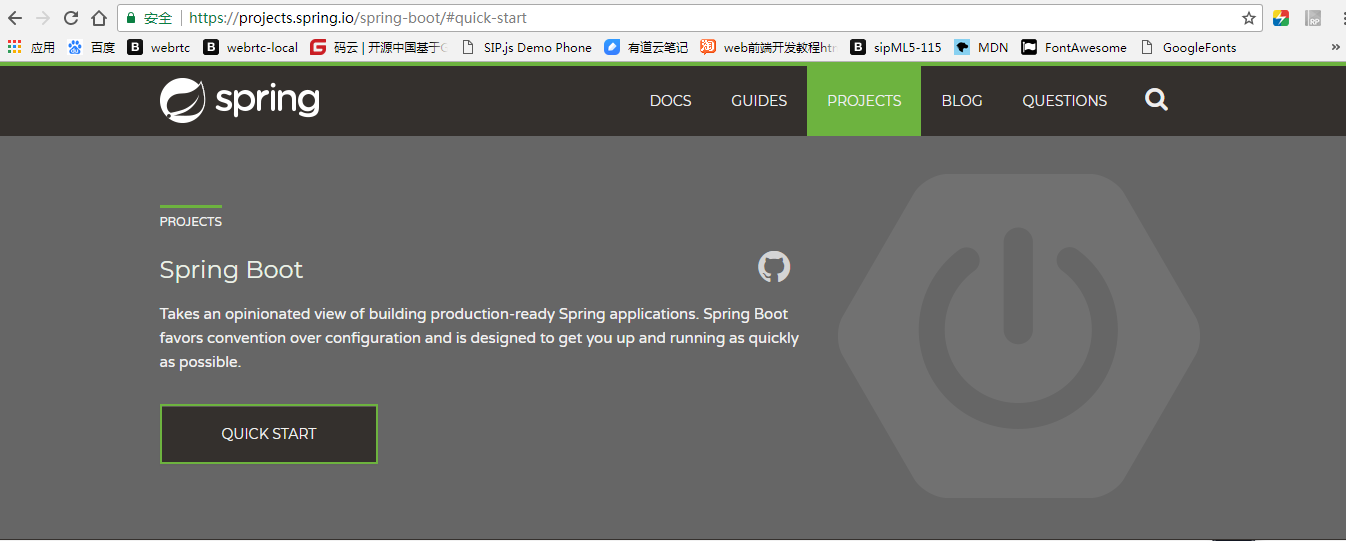 安全 https://projects.spring.io/spring-boot/#quick-start
应用 百度 B webrtc B webrtc-local G 码云 | 开源中国基于G SIP.js Demo Phone 有道云笔记 淘 web前端开发教程htm B sipML5-115 MDN FontAwesome GoogleFonts »
spring DOCS GUIDES PROJECTS BLOG QUESTIONS
PROJECTS
Spring Boot
Takes an opinionated view of building production-ready Spring applications. Spring Boot
favors convention over configuration and is designed to get you up and running as quickly
as possible.
QUICK START